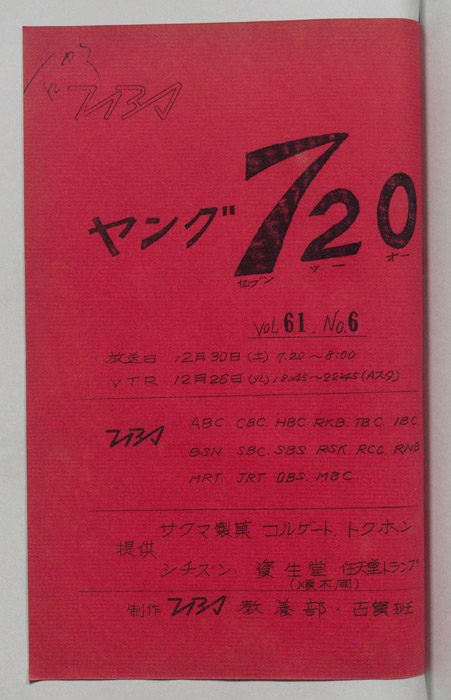 TBS
ヤング720
セブン ツー オー
VOL 61. No.6
放送日 12月30日(土) 7.20〜8:00
VTR 12月26日(火) 18:45〜22:45 (Aスタ)
TBS ABC. CBC. HBC. RKB. TBC. IBC.
BSN SBC. SBS RSK. RCC. RNB
MRT. JRT. OBS. MBC
提供 サクマ製菓 コルゲート. トクホン
シチズン 資生堂 任天堂トランプ
(順不同)
制作 TBS 教養部・古賀班